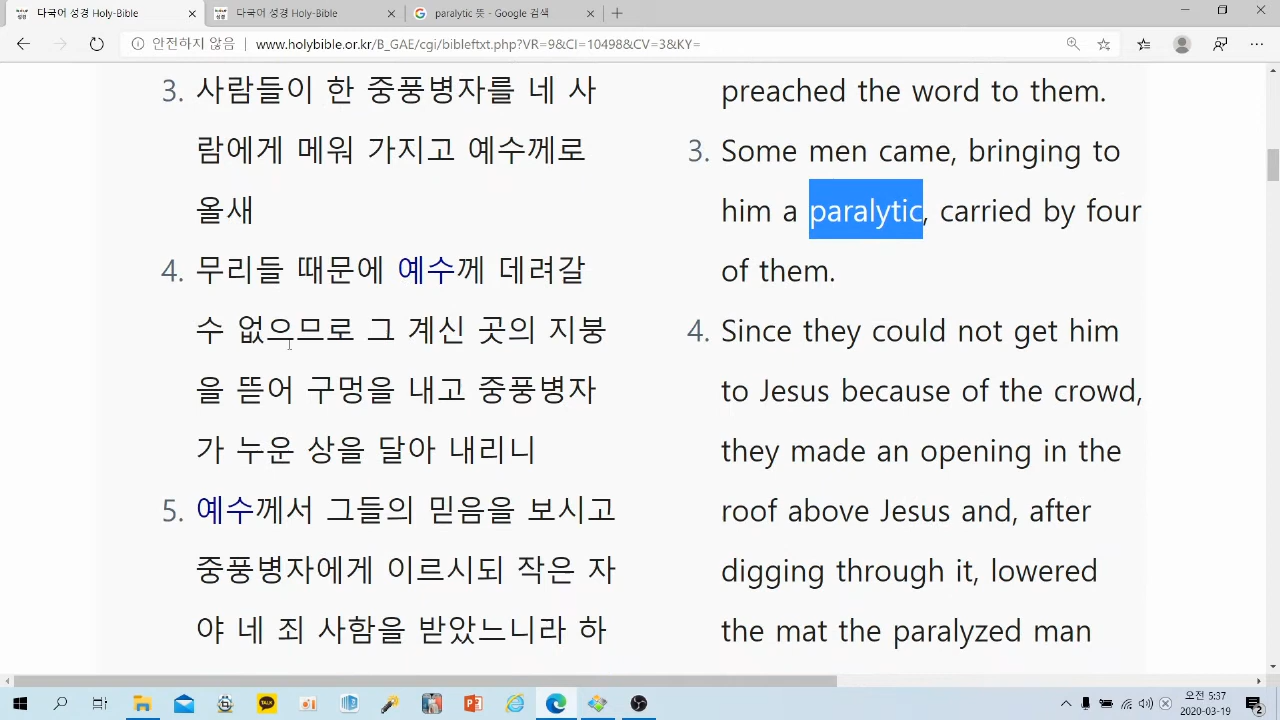 다국어 성경 Holy-Bible
다국어 성경 Holy-Bible
paralytic 뜻 - Google 검색
안전하지 않음
www.holybible.or.kr/B_GAE/cgi/bibleftxt.php?VR=9&CI=10498&CV=3&KY=
3. 사람들이 한 중풍병자를 네 사
람에게 메워 가지고 예수께로
올새
4. 무리들 때문에 예수께 데려갈
수 없으므로 그 계신 곳의 지붕
을 뜯어 구멍을 내고 중풍병자
가 누운 상을 달아 내리니
5. 예수께서 그들의 믿음을 보시고
중풍병자에게 이르시되 작은 자
야 네 죄 사함을 받았느니라 하
preached the word to them.
3. Some men came, bringing to
him a paralytic, carried by four
of them.
4. Since they could not get him
to Jesus because of the crowd,
they made an opening in the
roof above Jesus and, after
digging through it, lowered
the mat the paralyzed man
TALK
오전 5:37
2020-03-19
2